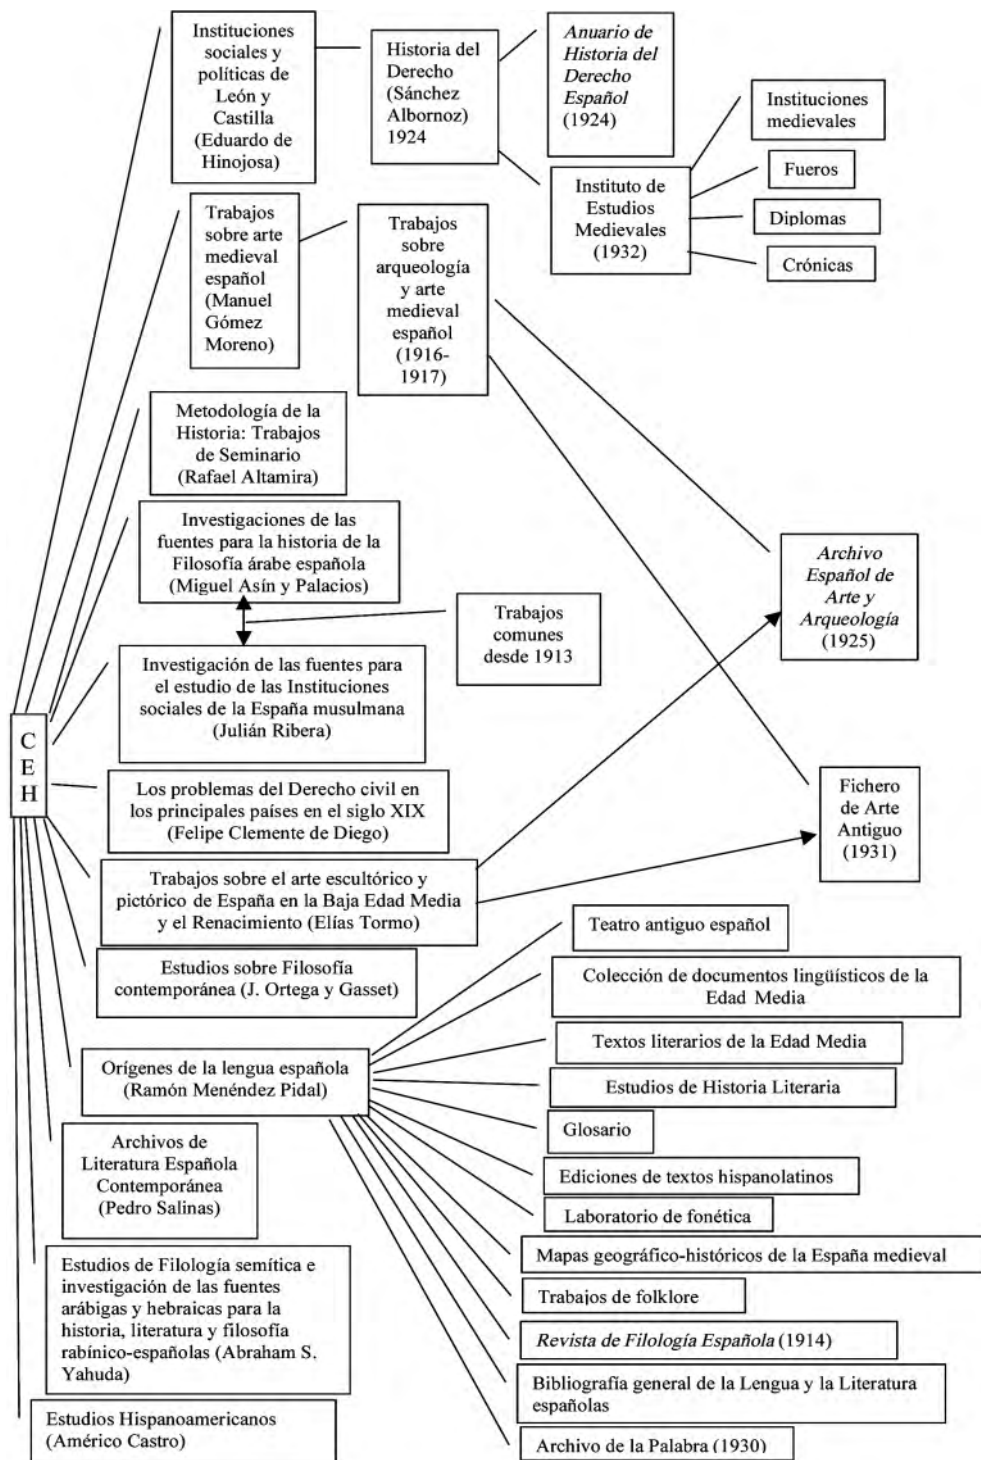 Instituciones
sociales y
políticas de
León y
Castilla
(Eduardo de
Hinojosa)
Historia del
Derecho
(Sánchez
Albornoz)
1924
Anuario de
Historia del
Derecho
Español
(1924)
Instituto de
Estudios
Medievales
(1932)
Instituciones
medievales
Fueros
Diplomas
Crónicas
Trabajos
sobre arte
medieval
español
(Manuel
Gómez
Moreno)
Trabajos
sobre
arqueología
y arte
medieval
español
(1916-
1917)
Metodología de la
Historia: Trabajos
de Seminario
(Rafael Altamira)
Investigaciones de las
fuentes para la historia de la
Filosofía árabe española
(Miguel Asín y Palacios)
Trabajos
comunes
desde 1913
Archivo
Español de
Arte y
Arqueología
(1925)
Investigación de las fuentes para
el estudio de las Instituciones
sociales de la España musulmana
(Julián Ribera)
C
E
H
Los problemas del Derecho civil en
los principales países en el siglo XIX
(Felipe Clemente de Diego)
Fichero
de Arte
Antiguo
(1931)
Trabajos sobre el arte escultórico y
pictórico de España en la Baja Edad Media
y el Renacimiento (Elías Tormo)
Estudios sobre Filosofía
contemporánea (J. Ortega y Gasset)
Orígenes de la lengua española
(Ramón Menéndez Pidal)
Teatro antiguo español
Colección de documentos lingüísticos de la
Edad Media
Textos literarios de la Edad Media
Estudios de Historia Literaria
Glosario
Ediciones de textos hispanolatinos
Laboratorio de fonética
Mapas geográfico-históricos de la España medieval
Trabajos de folklore
Revista de Filología Española (1914)
Bibliografía general de la Lengua y la Literatura
españolas
Archivo de la Palabra (1930)
Archivos de
Literatura Española
Contemporánea
(Pedro Salinas)
Estudios de Filología semítica e
investigación de las fuentes
arábigas y hebraicas para la
historia, literatura y filosofía
rabínico-españolas (Abraham S.
Yahuda)
Estudios Hispanoamericanos
(Américo Castro)